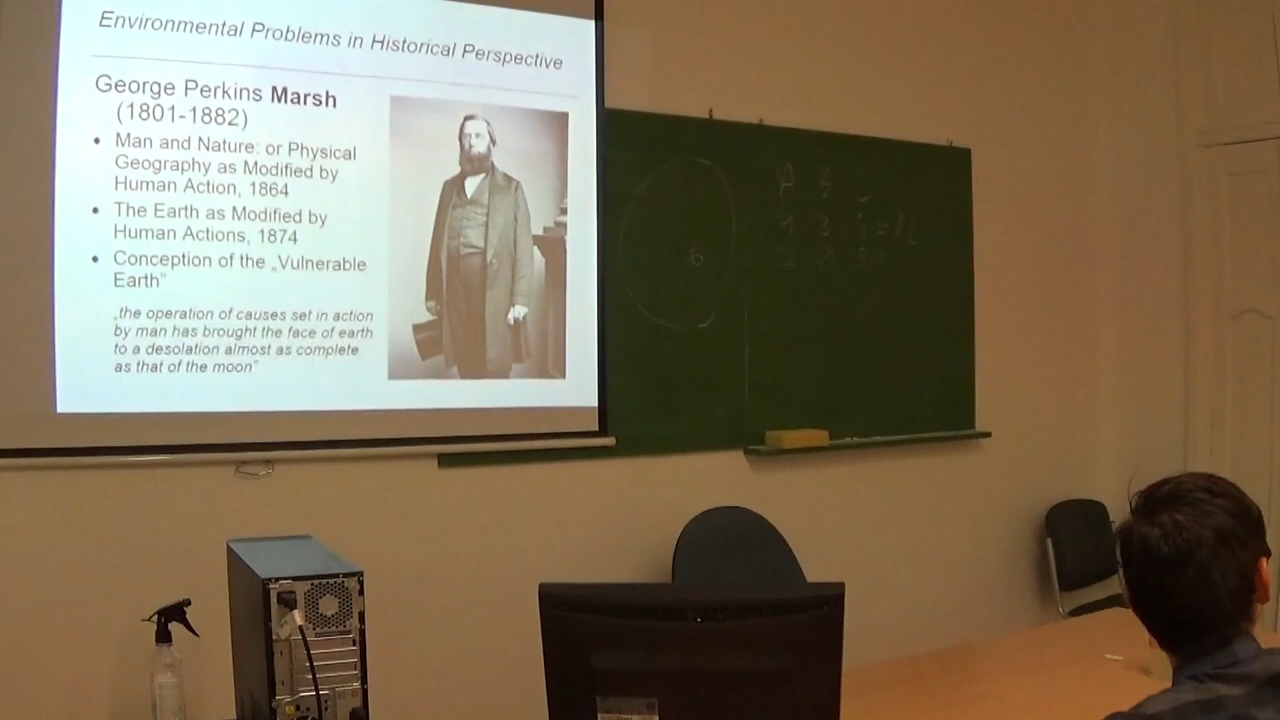 Environmental Problems in Historical Perspective
George Perkins Marsh
(1801-1882)
• Man and Nature: or Physical
Geography as Modified by
Human Action, 1864
• The Earth as Modified by
Human Actions, 1874
• Conception of the „Vulnerable
Earth”
„the operation of causes set in action
by man has brought the face of earth
to a desolation almost as complete
as that of the moon”
A B
6